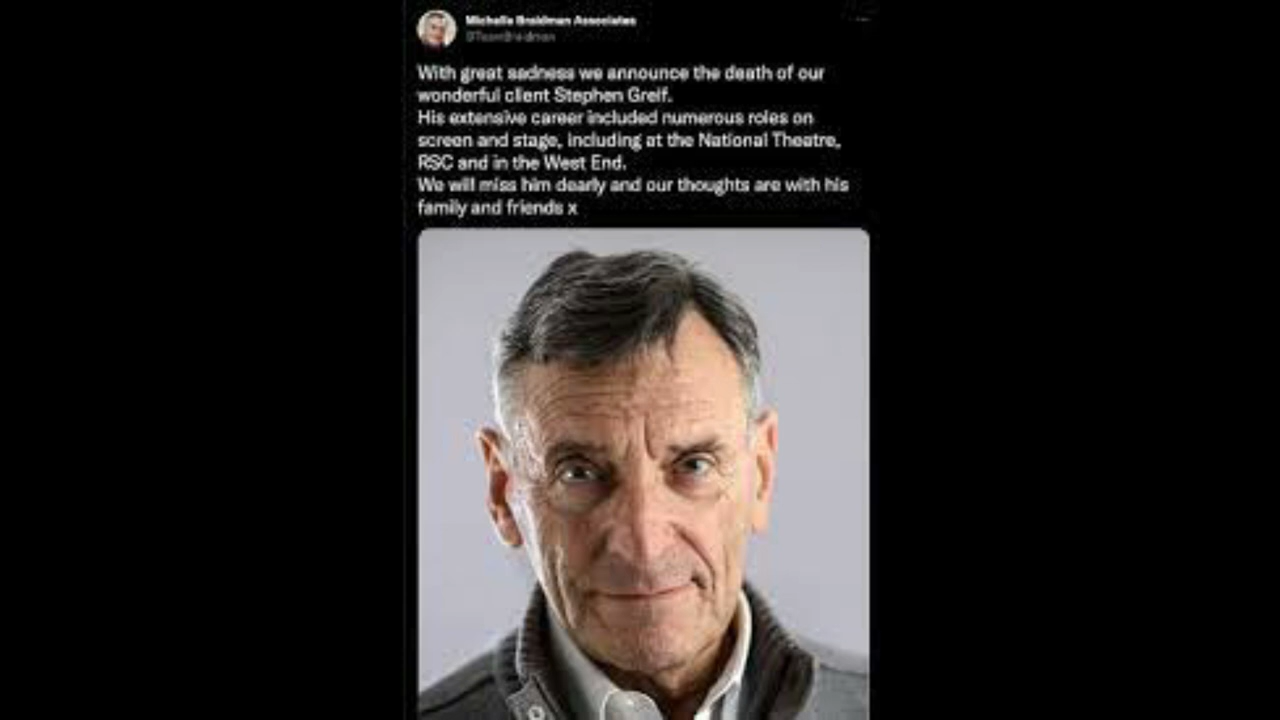 Michelle Braidman Associates
@TeamBraidman
With great sadness we announce the death of our
wonderful client Stephen Greif.
His extensive career included numerous roles on
screen and stage, including at the National Theatre,
RSC and in the West End.
We will miss him dearly and our thoughts are with his
family and friends x